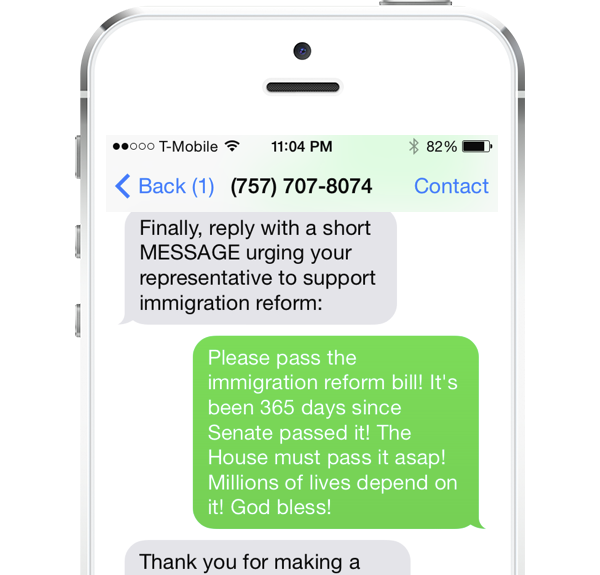 T-Mobile 11:04 PM 82%
Back (1) (757) 707-8074 Contact
Finally, reply with a short
MESSAGE urging your
representative to support
immigration reform:
Please pass the
immigration reform bill! It's
been 365 days since
Senate passed it! The
House must pass it asap!
Millions of lives depend on
it! God bless!
Thank you for making a